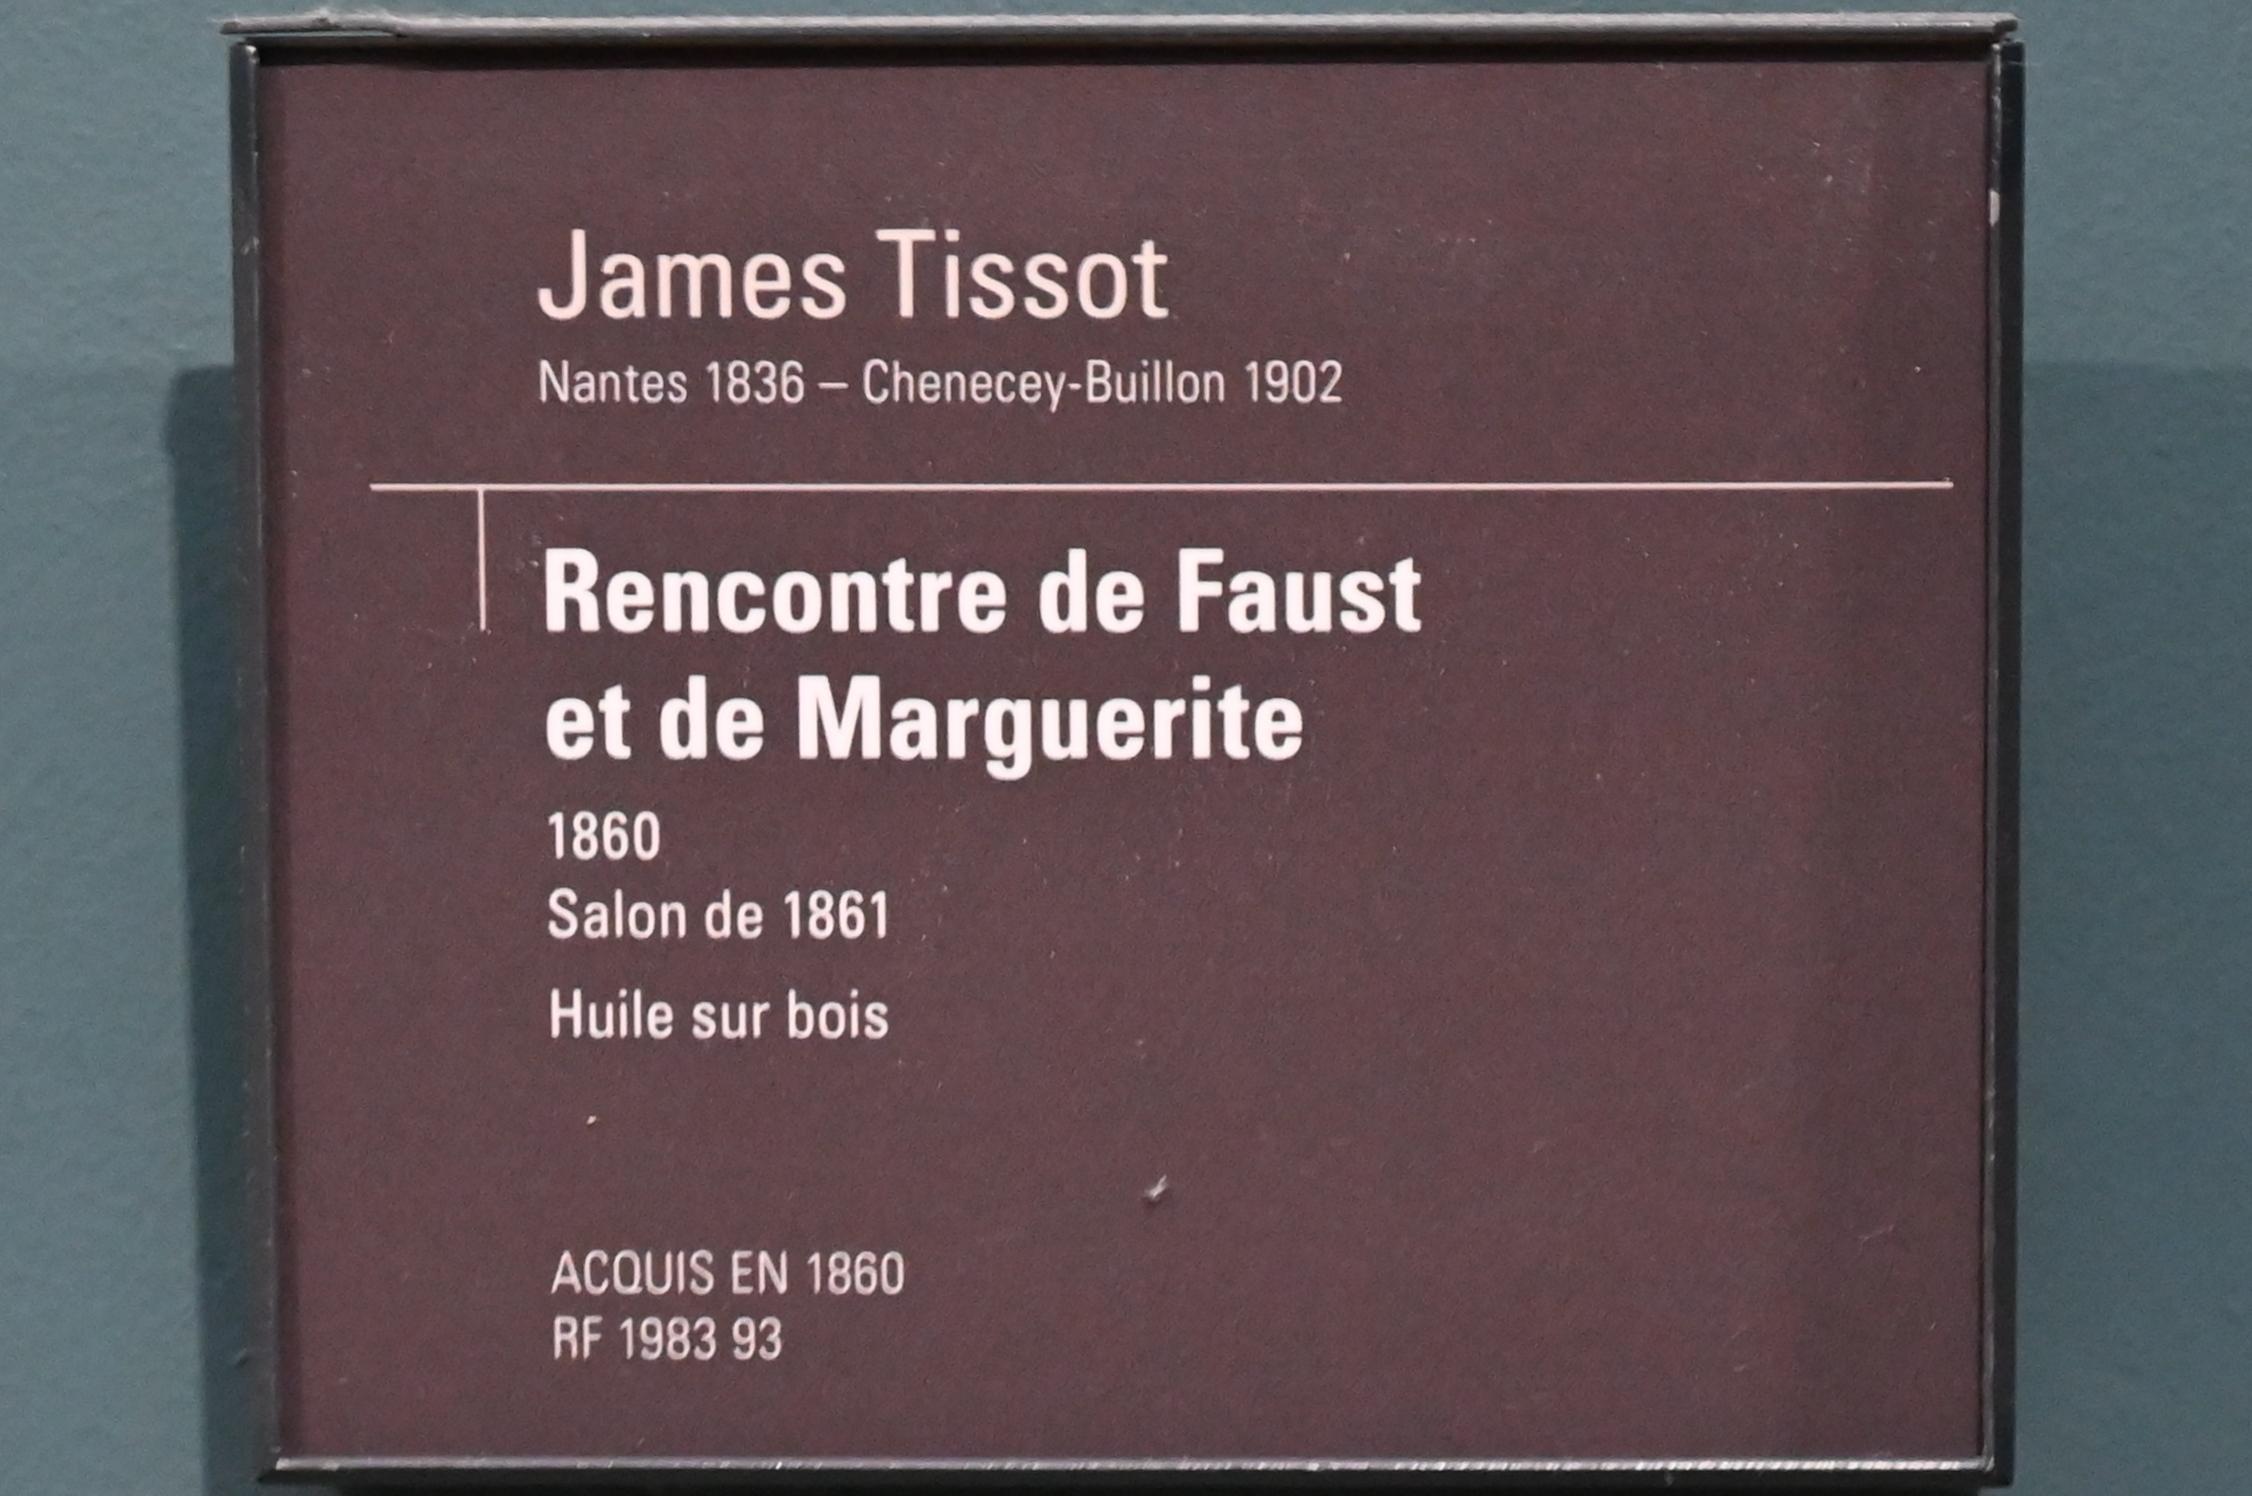 James Tissot
Nantes 1836 – Chenecey-Buillon 1902
Rencontre de Faust
et de Marguerite
1860
Salon de 1861
Huile sur bois
ACQUIS EN 1860
RF 1983 93